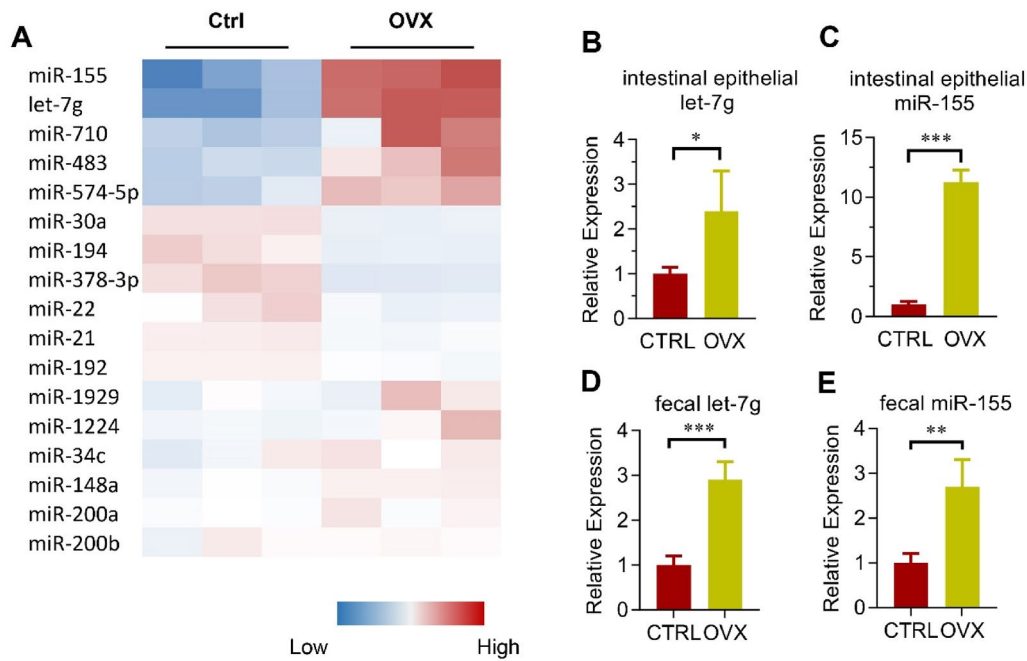 A
Ctrl
OVX
miR-155
let-7g
miR-710
miR-483
miR-574-5p
miR-30a
miR-194
miR-378-3p
miR-22
miR-21
miR-192
miR-1929
miR-1224
miR-34c
miR-148a
miR-200a
miR-200b
Low
High
B
intestinal epithelial
let-7g
Relative Expression
4
3
2
1
0
*
CTRL OVX
C
intestinal epithelial
miR-155
Relative Expression
15
10
5
0
***
CTRL OVX
D
fecal let-7g
Relative Expression
4
3
2
1
0
***
CTRL OVX
E
fecal miR-155
Relative Expression
4
3
2
1
0
**
CTRL OVX